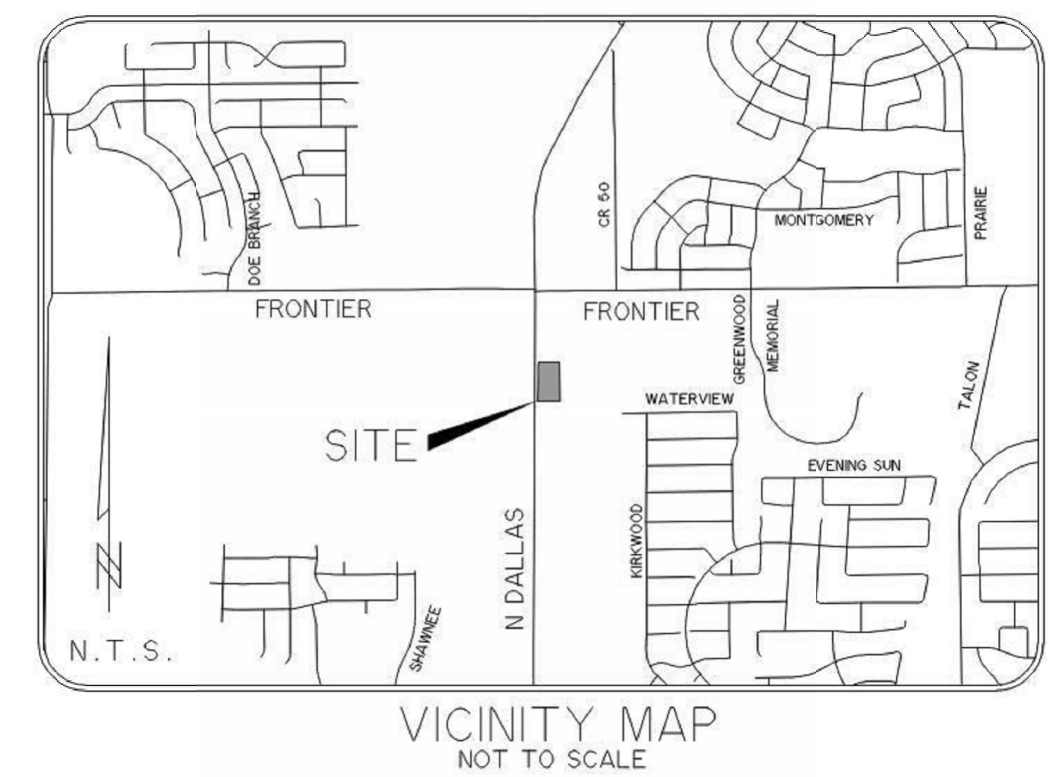 CR 50
MONTGOMERY
PRAIRIE
DOE BRANCH
FRONTIER
FRONTIER
GREENWOOD
MEMORIAL
TALON
WATERVIEW
SITE
EVENING SUN
KIRKWOOD
N DALLAS
N
SHAWNEE
N.T.S.
VICINITY MAP
NOT TO SCALE